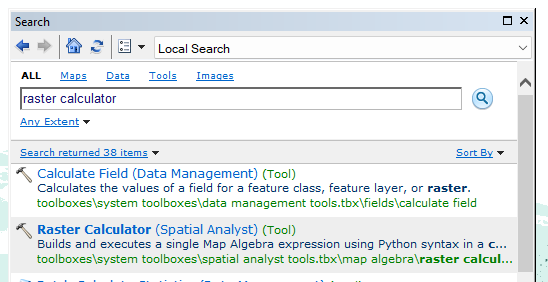 Search
Local Search
ALL Maps Data Tools Images
raster calculator
Any Extent
Search returned 38 items Sort By
Calculate Field (Data Management) (Tool)
Calculates the values of a field for a feature class, feature layer, or raster.
toolboxes\system toolboxes\data management tools.tbx\fields\calculate field
Raster Calculator (Spatial Analyst) (Tool)
Builds and executes a single Map Algebra expression using Python syntax in a c...
toolboxes\system toolboxes\spatial analyst tools.tbx\map algebra\raster calcul...